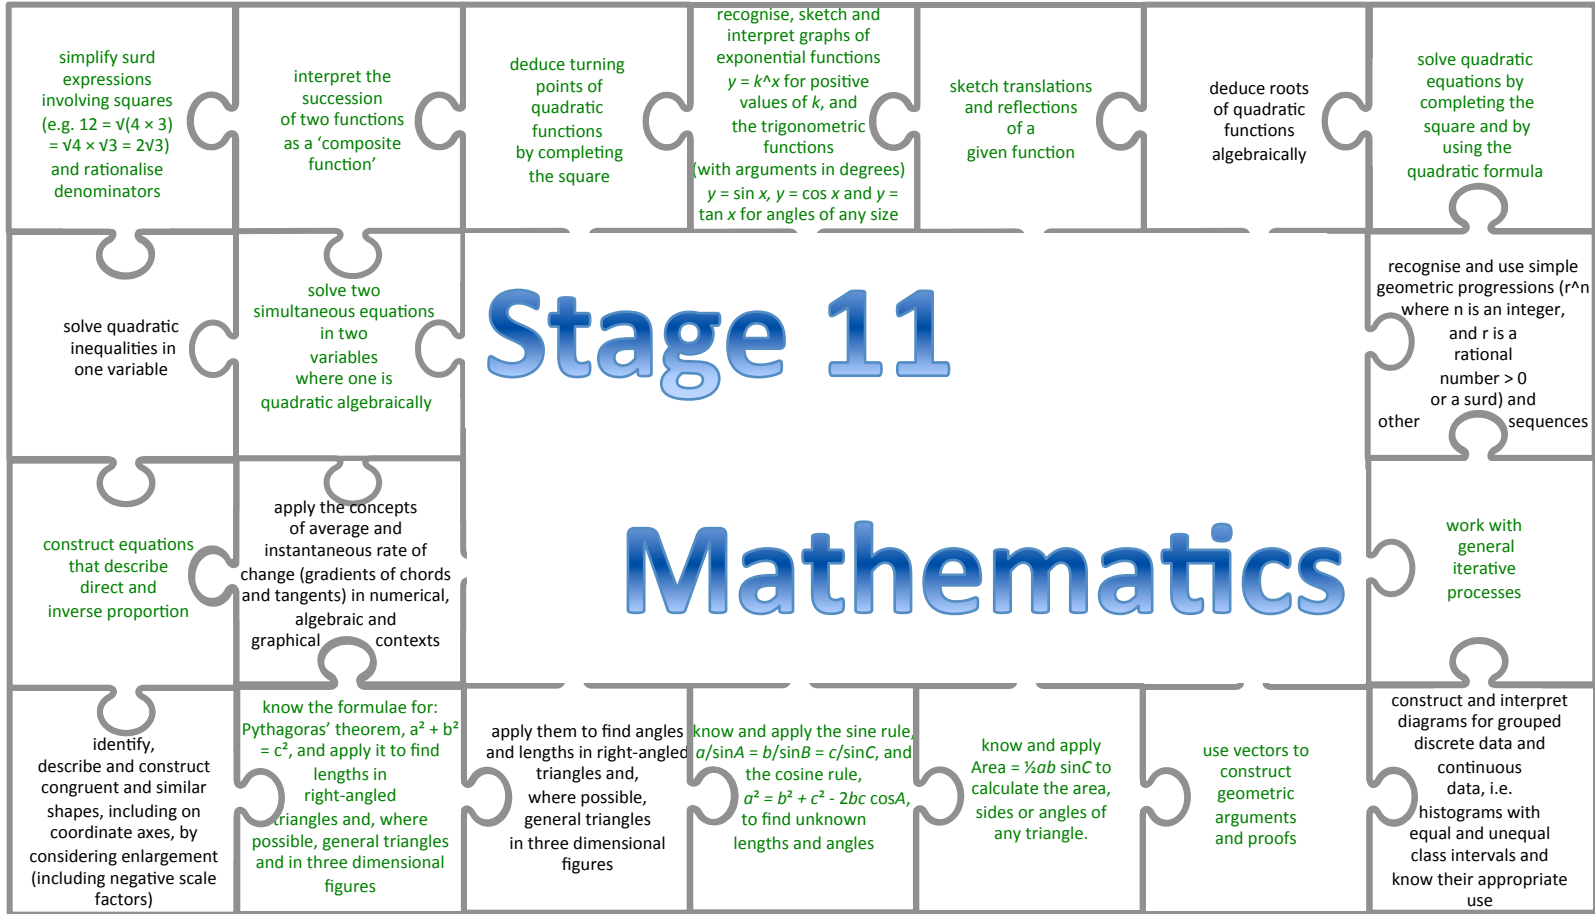 simplify surd
expressions
involving squares
(e.g. 12 = √(4 × 3)
= √4 × √3 = 2√3)
and rationalise
denominators
interpret the
succession
of two functions
as a ‘composite
function’
deduce turning
points of
quadratic
functions
by completing
the square
recognise, sketch and
interpret graphs of
exponential functions
y = k^x for positive
values of k, and
the trigonometric
functions
(with arguments in degrees)
y = sin x, y = cos x and y =
tan x for angles of any size
sketch translations
and reflections
of a
given function
deduce roots
of quadratic
functions
algebraically
solve quadratic
equations by
completing the
square and by
using the
quadratic formula
solve quadratic
inequalities in
one variable
solve two
simultaneous equations
in two
variables
where one is
quadratic algebraically
Stage 11
recognise and use simple
geometric progressions (r^n
where n is an integer,
and r is a
rational
number > 0
or a surd) and
other sequences
construct equations
that describe
direct and
inverse proportion
apply the concepts
of average and
instantaneous rate of
change (gradients of chords
and tangents) in numerical,
algebraic and
graphical contexts
Mathematics
work with
general
iterative
processes
identify,
describe and construct
congruent and similar
shapes, including on
coordinate axes, by
considering enlargement
(including negative scale
factors)
know the formulae for:
Pythagoras’ theorem, a² + b²
= c², and apply it to find
lengths in
right-angled
triangles and, where
possible, general triangles
and in three dimensional
figures
apply them to find angles
and lengths in right-angled
triangles and,
where possible,
general triangles
in three dimensional
figures
know and apply the sine rule,
a/sinA = b/sinB = c/sinC, and
the cosine rule,
a² = b² + c² - 2bc cosA,
to find unknown
lengths and angles
know and apply
Area = ½ab sinC to
calculate the area,
sides or angles of
any triangle.
use vectors to
construct
geometric
arguments
and proofs
construct and interpret
diagrams for grouped
discrete data and
continuous
data, i.e.
histograms with
equal and unequal
class intervals and
know their appropriate
use